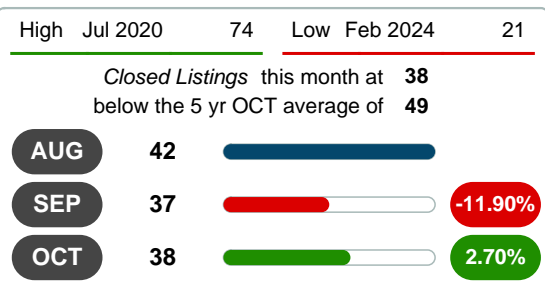 High Jul 2020 74 Low Feb 2024 21
Closed Listings this month at 38
below the 5 yr OCT average of 49
AUG 42
SEP 37 -11.90%
OCT 38 2.70%